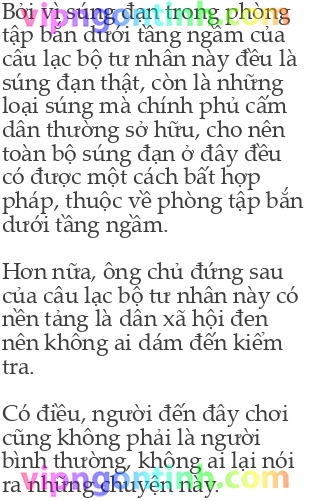 Bởi vì súng đạn trong phòng
tập bắn dưới tầng ngầm của
câu lạc bộ tư nhân này đều là
súng đạn thật, còn là những
loại súng mà chính phủ cấm
dân thường sở hữu, cho nên
toàn bộ súng đạn ở đây đều
có được một cách bất hợp
pháp, thuộc về phòng tập bắn
dưới tầng ngầm.
Hơn nữa, ông chủ đứng sau
của câu lạc bộ tư nhân này có
nền tảng là dân xã hội đen
nên không ai dám đến kiểm
tra.
Có điều, người đến đây chơi
cũng không phải là người
bình thường, không ai lại nói
ra những chuyện này.
vipngontinh.com
vipngontinh.com